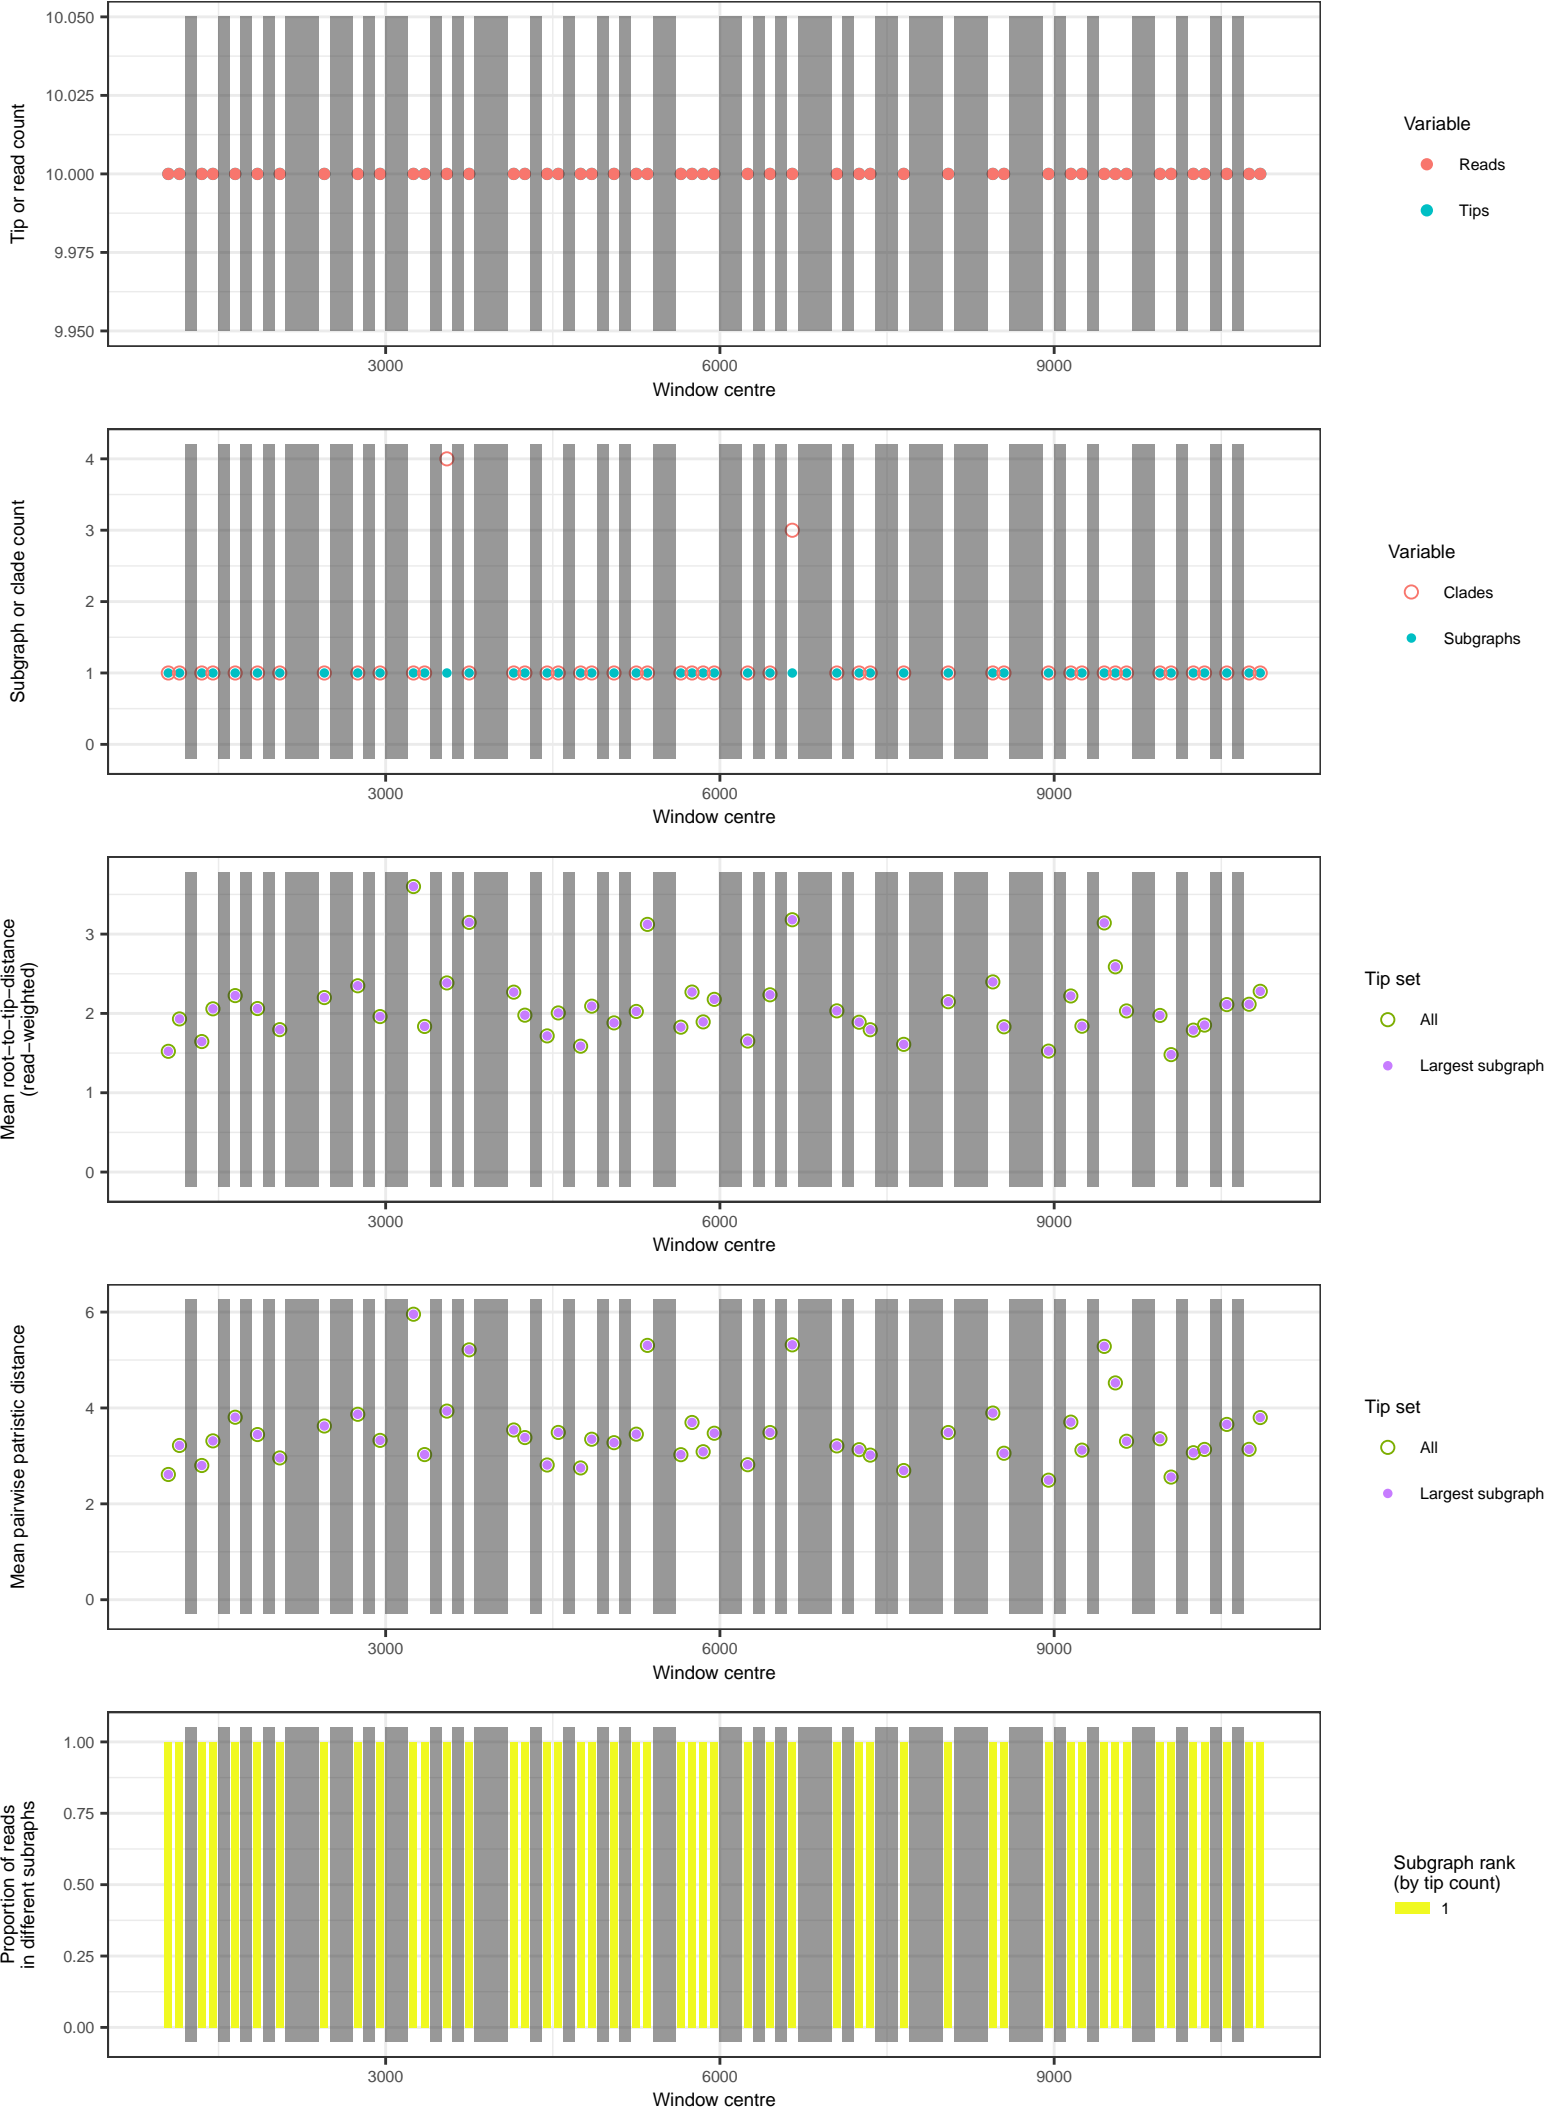 10.050
10.025
10.000
9.975
9.950
Tip or read count
3000 6000 9000
Window centre
Variable
Reads
Tips
4
3
2
1
0
Subgraph or clade count
3000 6000 9000
Window centre
Variable
Clades
Subgraphs
3
2
1
0
Mean root−to−tip−distance
(read−weighted)
3000 6000 9000
Window centre
Tip set
All
Largest subgraph
6
4
2
0
Mean pairwise patristic distance
3000 6000 9000
Window centre
Tip set
All
Largest subgraph
1.00
0.75
0.50
0.25
0.00
Proportion of reads
in different subraphs
3000 6000 9000
Window centre
Subgraph rank
(by tip count)
1